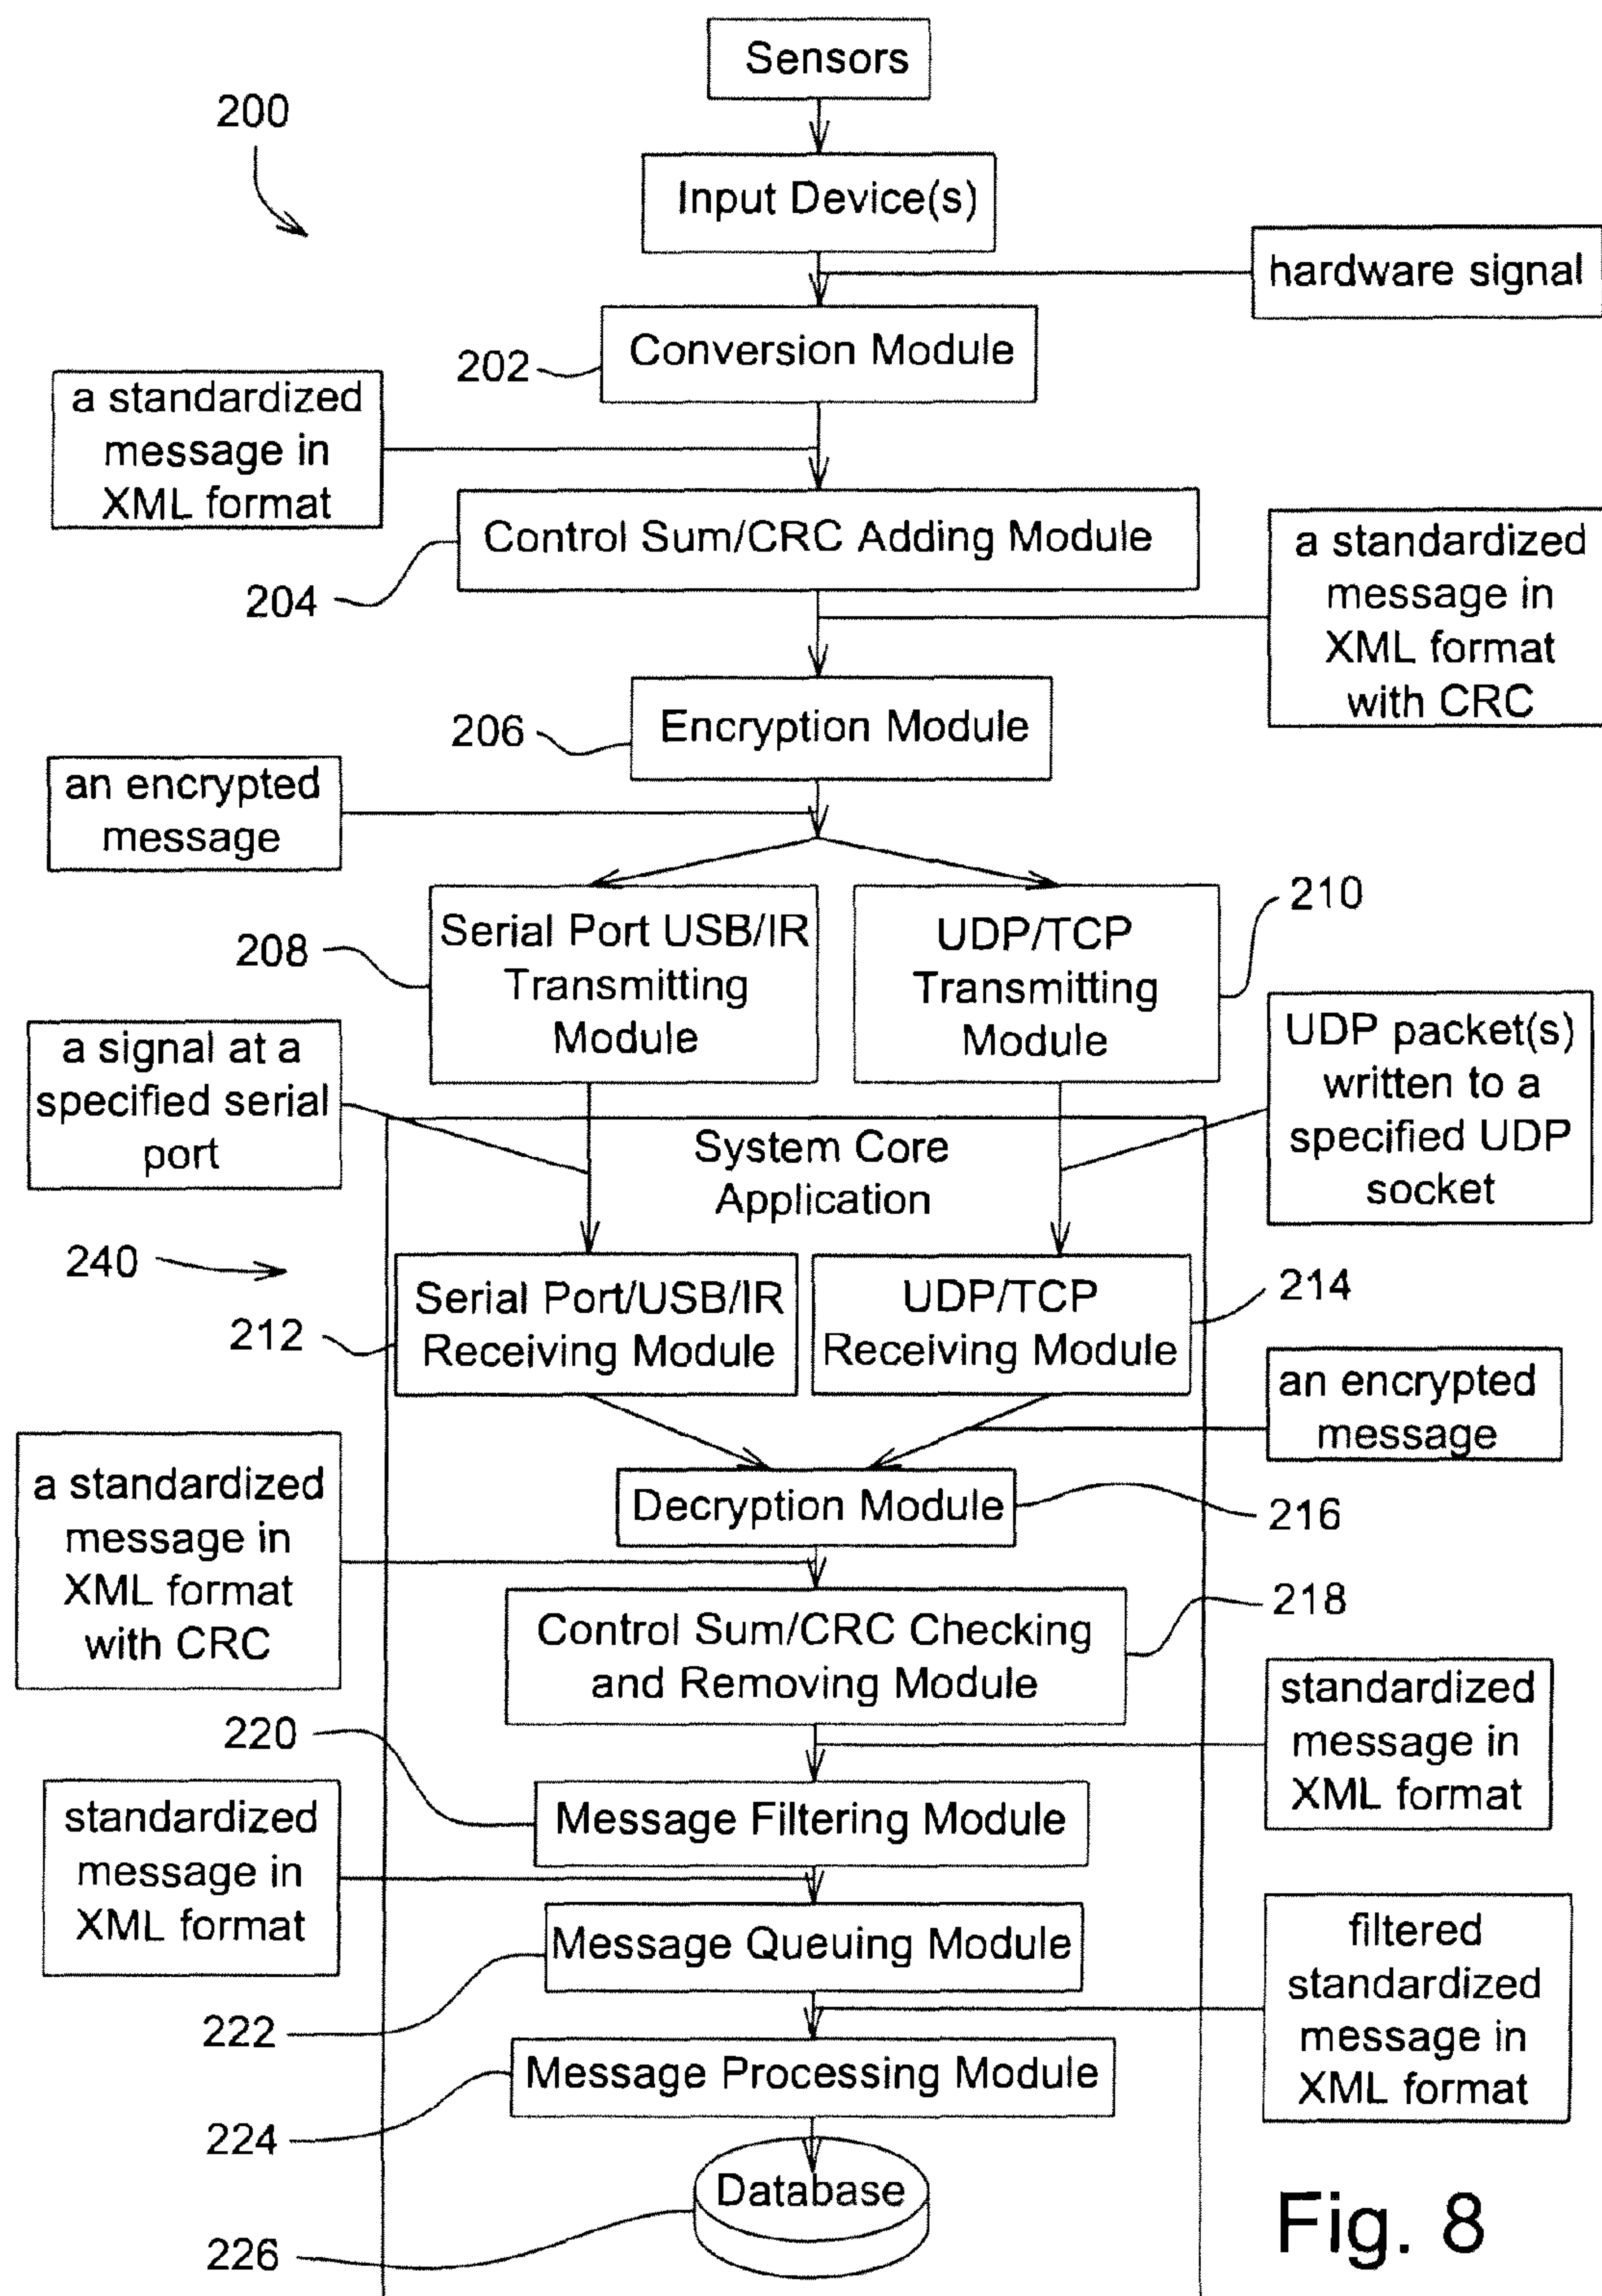 Sensors
200
Input Device(s)
hardware signal
Conversion Module
202
a standardized
message in
XML format
Control Sum/CRC Adding Module
204
a standardized
message in
XML format
with CRC
Encryption Module
206
an encrypted
message
Serial Port USB/IR
Transmitting
Module
208
UDP/TCP
Transmitting
Module
210
a signal at a
specified serial
port
UDP packet(s)
written to a
specified UDP
socket
System Core
Application
240
Serial Port/USB/IR
Receiving Module
212
UDP/TCP
Receiving Module
214
an encrypted
message
Decryption Module
216
a standardized
message in
XML format
with CRC
Control Sum/CRC Checking
and Removing Module
218
standardized
message in
XML format
220
Message Filtering Module
standardized
message in
XML format
Message Queuing Module
222
filtered
standardized
message in
XML format
Message Processing Module
224
Database
226
Fig. 8